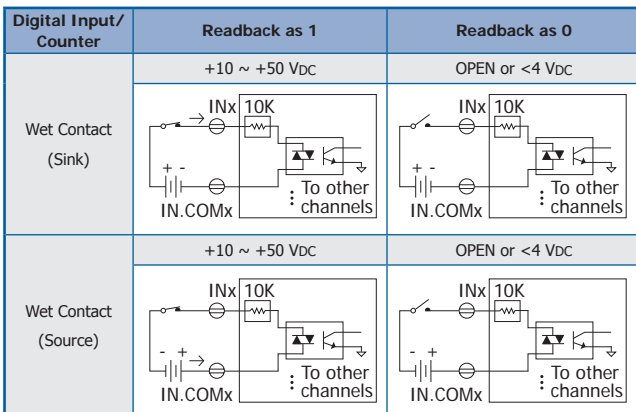 Digital Input/
Counter
Readback as 1
Readback as 0
Wet Contact
(Sink)
+10 ~ +50 VDC
OPEN or <4 VDC
INx 10K
+ -
IN.COMx
To other
channels
INx 10K
+ -
IN.COMx
To other
channels
Wet Contact
(Source)
+10 ~ +50 VDC
OPEN or <4 VDC
INx 10K
- +
IN.COMx
To other
channels
INx 10K
- +
IN.COMx
To other
channels